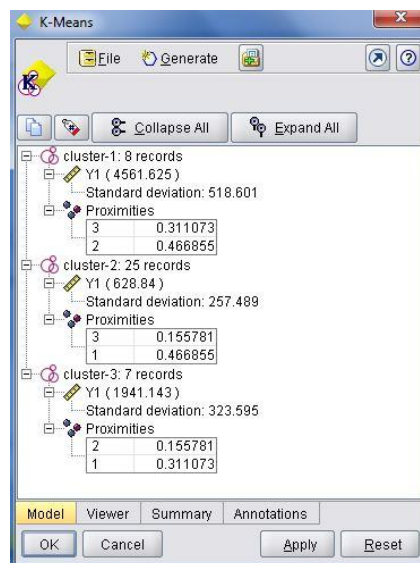 K-Means
File Generate
Collapse All Expand All
cluster-1: 8 records
Y1 ( 4561.625)
Standard deviation: 518.601
Proximities
3 0.311073
2 0.466855
cluster-2: 25 records
Y1 ( 628.84)
Standard deviation: 257.489
Proximities
3 0.155781
1 0.466855
cluster-3: 7 records
Y1 ( 1941.143)
Standard deviation: 323.595
Proximities
2 0.155781
1 0.311073
Model Viewer Summary Annotations
OK Cancel Apply Reset